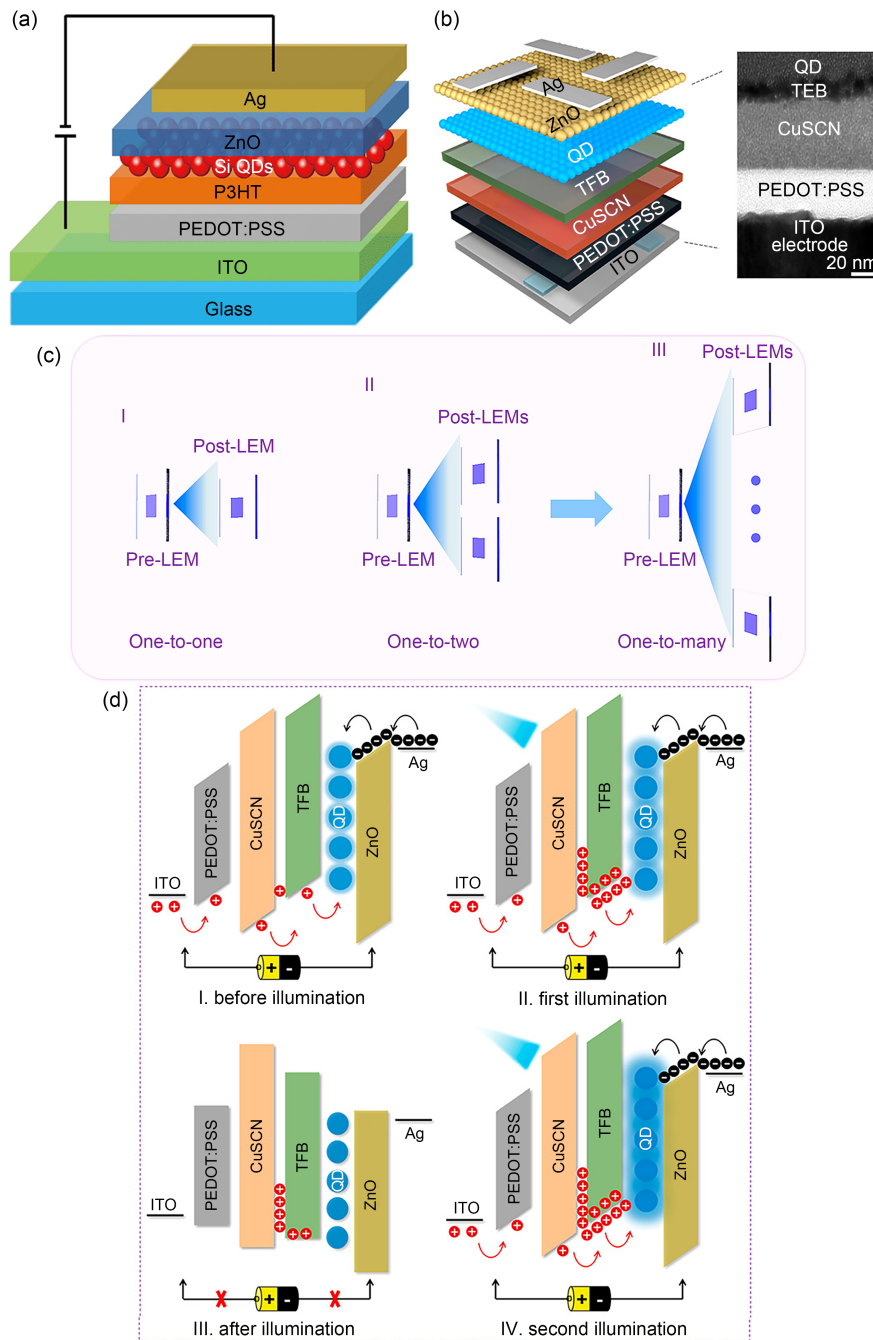 (a)
Ag
ZnO
Si QDs
P3HT
PEDOT:PSS
ITO
Glass
(b)
Ag
ZnO
QD
TFB
CuSCN
PEDOT:PSS
ITO
QD
TEB
CuSCN
PEDOT:PSS
ITO
electrode
20 nm
(c)
I
Post-LEM
Pre-LEM
One-to-one
II
Post-LEMs
Pre-LEM
One-to-two
III
Post-LEMs
Pre-LEM
One-to-many
(d)
ITO
PEDOT:PSS
CuSCN
TFB
QD
ZnO
Ag
+ -
I. before illumination
ITO
PEDOT:PSS
CuSCN
TFB
QD
ZnO
Ag
+ -
II. first illumination
ITO
PEDOT:PSS
CuSCN
TFB
QD
ZnO
Ag
+ -
III. after illumination
ITO
PEDOT:PSS
CuSCN
TFB
QD
ZnO
Ag
+ -
IV. second illumination